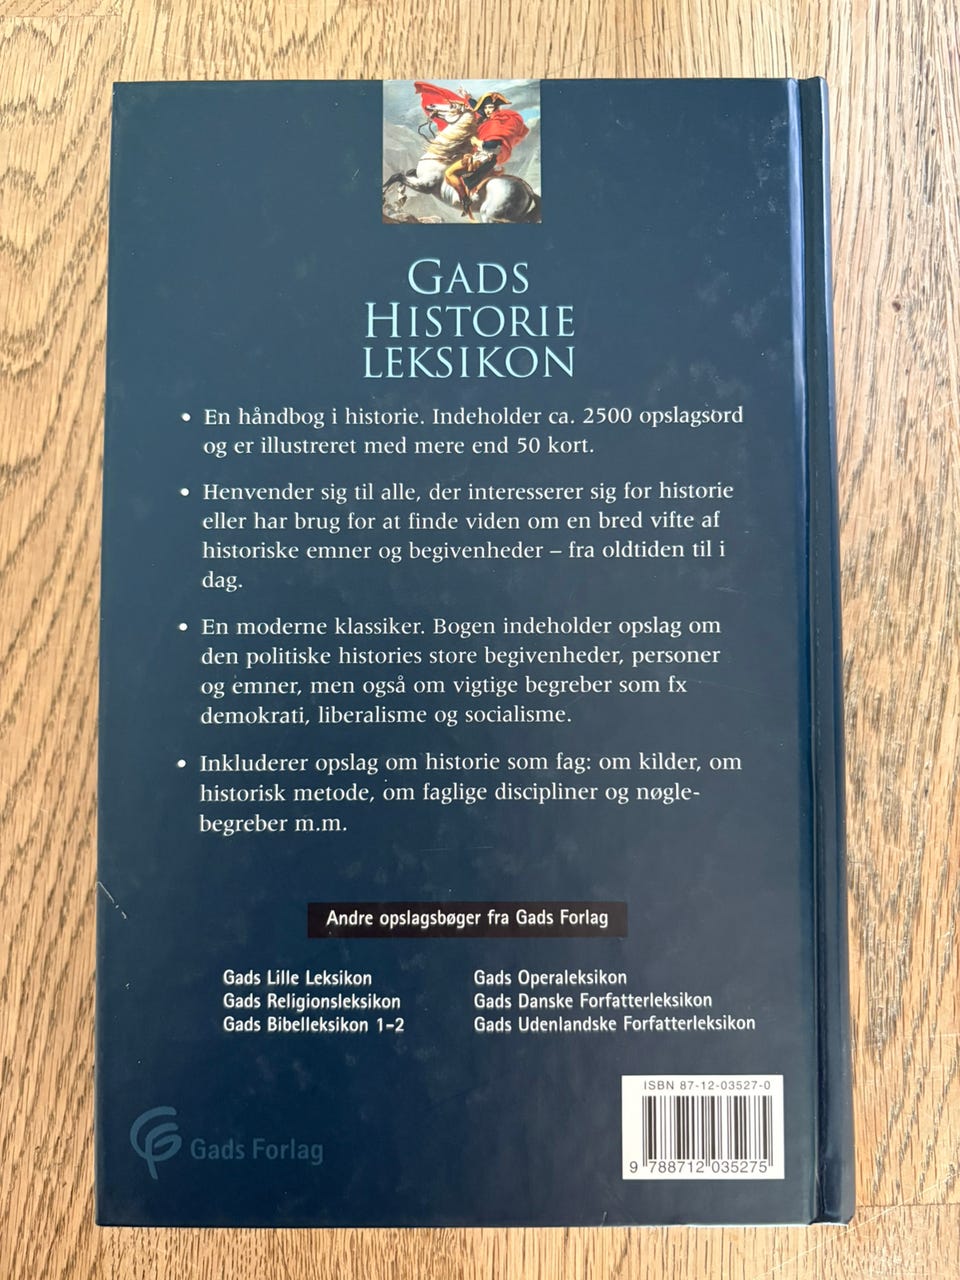 GADS
HISTORIE
LEKSIKON
• En håndbog i historie. Indeholder ca. 2500 opslagsord
og er illustreret med mere end 50 kort.
• Henvender sig til alle, der interesserer sig for historie
eller har brug for at finde viden om en bred vifte af
historiske emner og begivenheder – fra oldtiden til i
dag.
• En moderne klassiker. Bogen indeholder opslag om
den politiske histories store begivenheder, personer
og emner, men også om vigtige begreber som fx
demokrati, liberalisme og socialisme.
• Inkluderer opslag om historie som fag: om kilder, om
historisk metode, om faglige discipliner og nøgle-
begreber m.m.
Andre opslagsbøger fra Gads Forlag
Gads Lille Leksikon
Gads Religionsleksikon
Gads Bibelleksikon 1-2
Gads Operaleksikon
Gads Danske Forfatterleksikon
Gads Udenlandske Forfatterleksikon
Gads Forlag
ISBN 87-12-03527-0
9 788712 035275